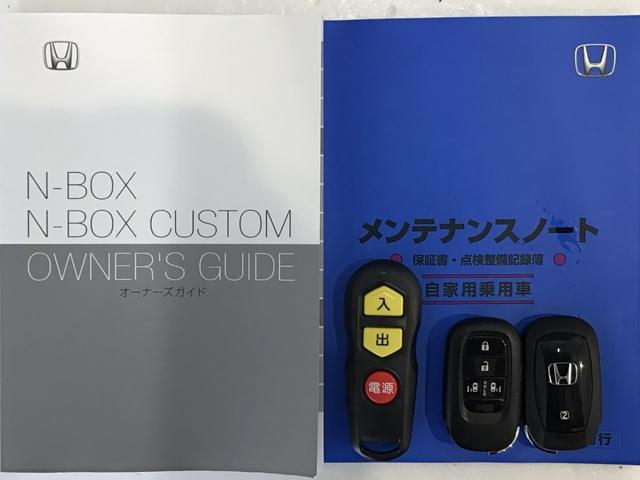 N-BOX
N-BOX CUSTOM
OWNER'S GUIDE
オーナーズガイド
メンテナンスノート
保証書・点検整備記録簿
自家用乗用車
入
出
電源
HOLD
2
行